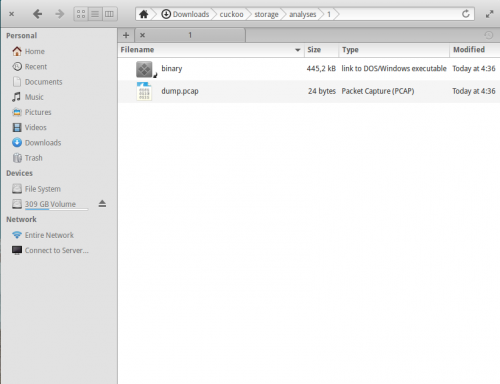 Downloads cuckoo storage analyses 1
Personal
Home
Recent
Documents
Music
Pictures
Videos
Downloads
Trash
Devices
File System
309 GB Volume
Network
Entire Network
Connect to Server...
1
Filename Size Type Modified
binary 445,2 kB link to DOS/Windows executable Today at 4:36
dump.pcap 24 bytes Packet Capture (PCAP) Today at 4:36